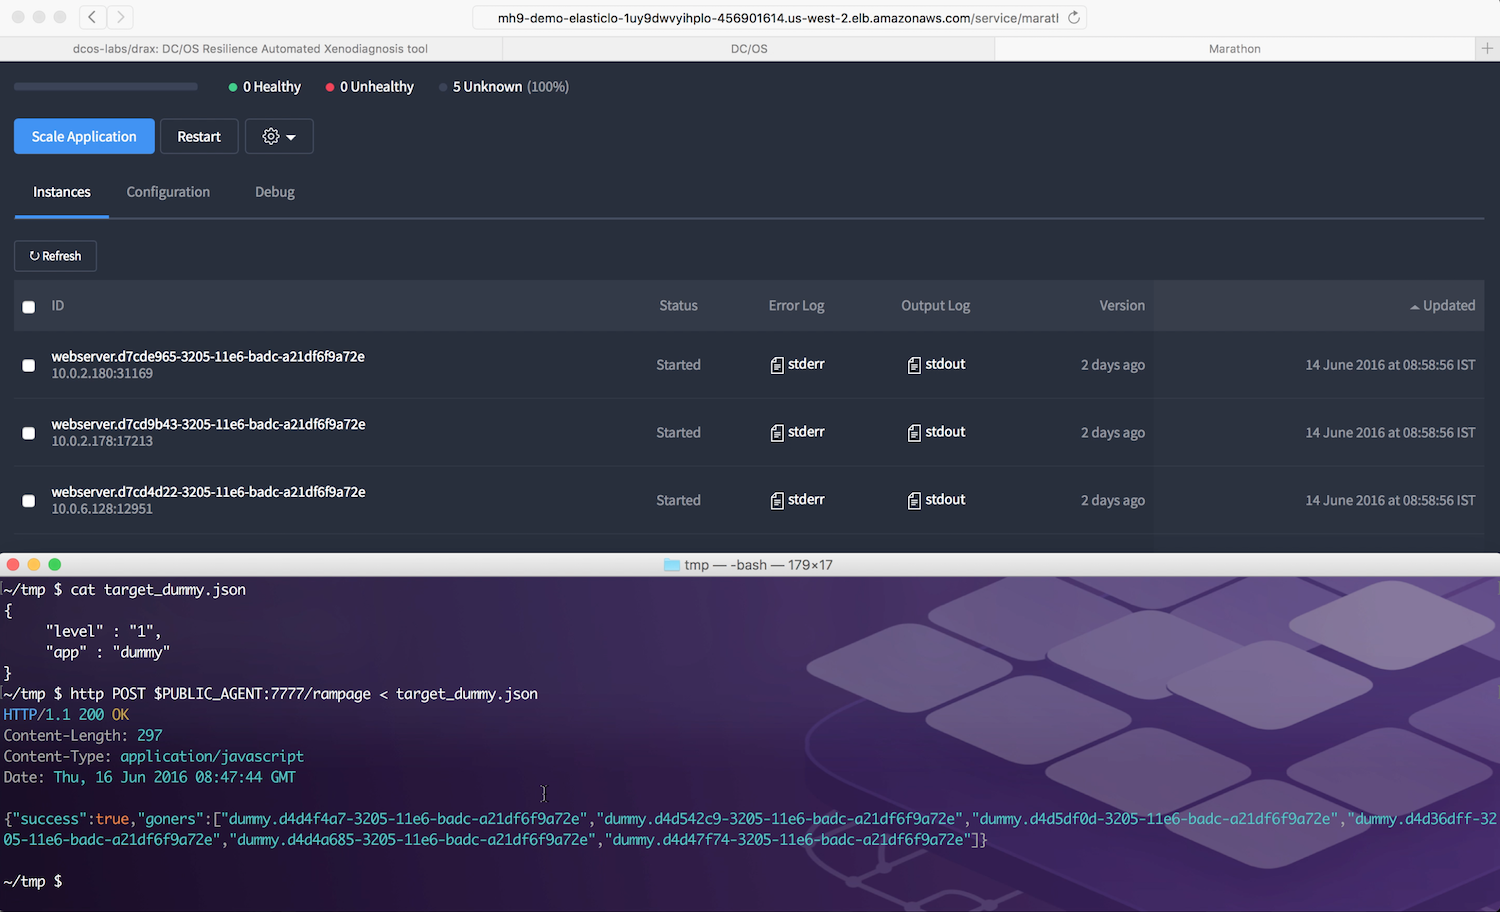 mh9-demo-elasticlo-1uy9dwvyihplo-456901614.us-west-2.elb.amazonaws.com/service/marath
dcos-labs/drax: DC/OS Resilience Automated Xenodiagnosis tool
DC/OS
Marathon
0 Healthy
0 Unhealthy
5 Unknown (100%)
Scale Application
Restart
Instances
Configuration
Debug
Refresh
ID
Status
Error Log
Output Log
Version
Updated
webserver.d7cde965-3205-11e6-badc-a21df6f9a72e
10.0.2.180:31169
Started
stderr
stdout
2 days ago
14 June 2016 at 08:58:56 IST
webserver.d7cd9b43-3205-11e6-badc-a21df6f9a72e
10.0.2.178:17213
Started
stderr
stdout
2 days ago
14 June 2016 at 08:58:56 IST
webserver.d7cd4d22-3205-11e6-badc-a21df6f9a72e
10.0.6.128:12951
Started
stderr
stdout
2 days ago
14 June 2016 at 08:58:56 IST
tmp — -bash — 179×17
~/tmp $ cat target_dummy.json
{
"level" : "1",
"app" : "dummy"
}
~/tmp $ http POST $PUBLIC_AGENT:7777/rampage < target_dummy.json
HTTP/1.1 200 OK
Content-Length: 297
Content-Type: application/javascript
Date: Thu, 16 Jun 2016 08:47:44 GMT
{"success":true,"goners":["dummy.d4d4f4a7-3205-11e6-badc-a21df6f9a72e","dummy.d4d542c9-3205-11e6-badc-a21df6f9a72e","dummy.d4d5df0d-3205-11e6-badc-a21df6f9a72e","dummy.d4d36dff-32
05-11e6-badc-a21df6f9a72e","dummy.d4d4a685-3205-11e6-badc-a21df6f9a72e","dummy.d4d47f74-3205-11e6-badc-a21df6f9a72e"]}
~/tmp $